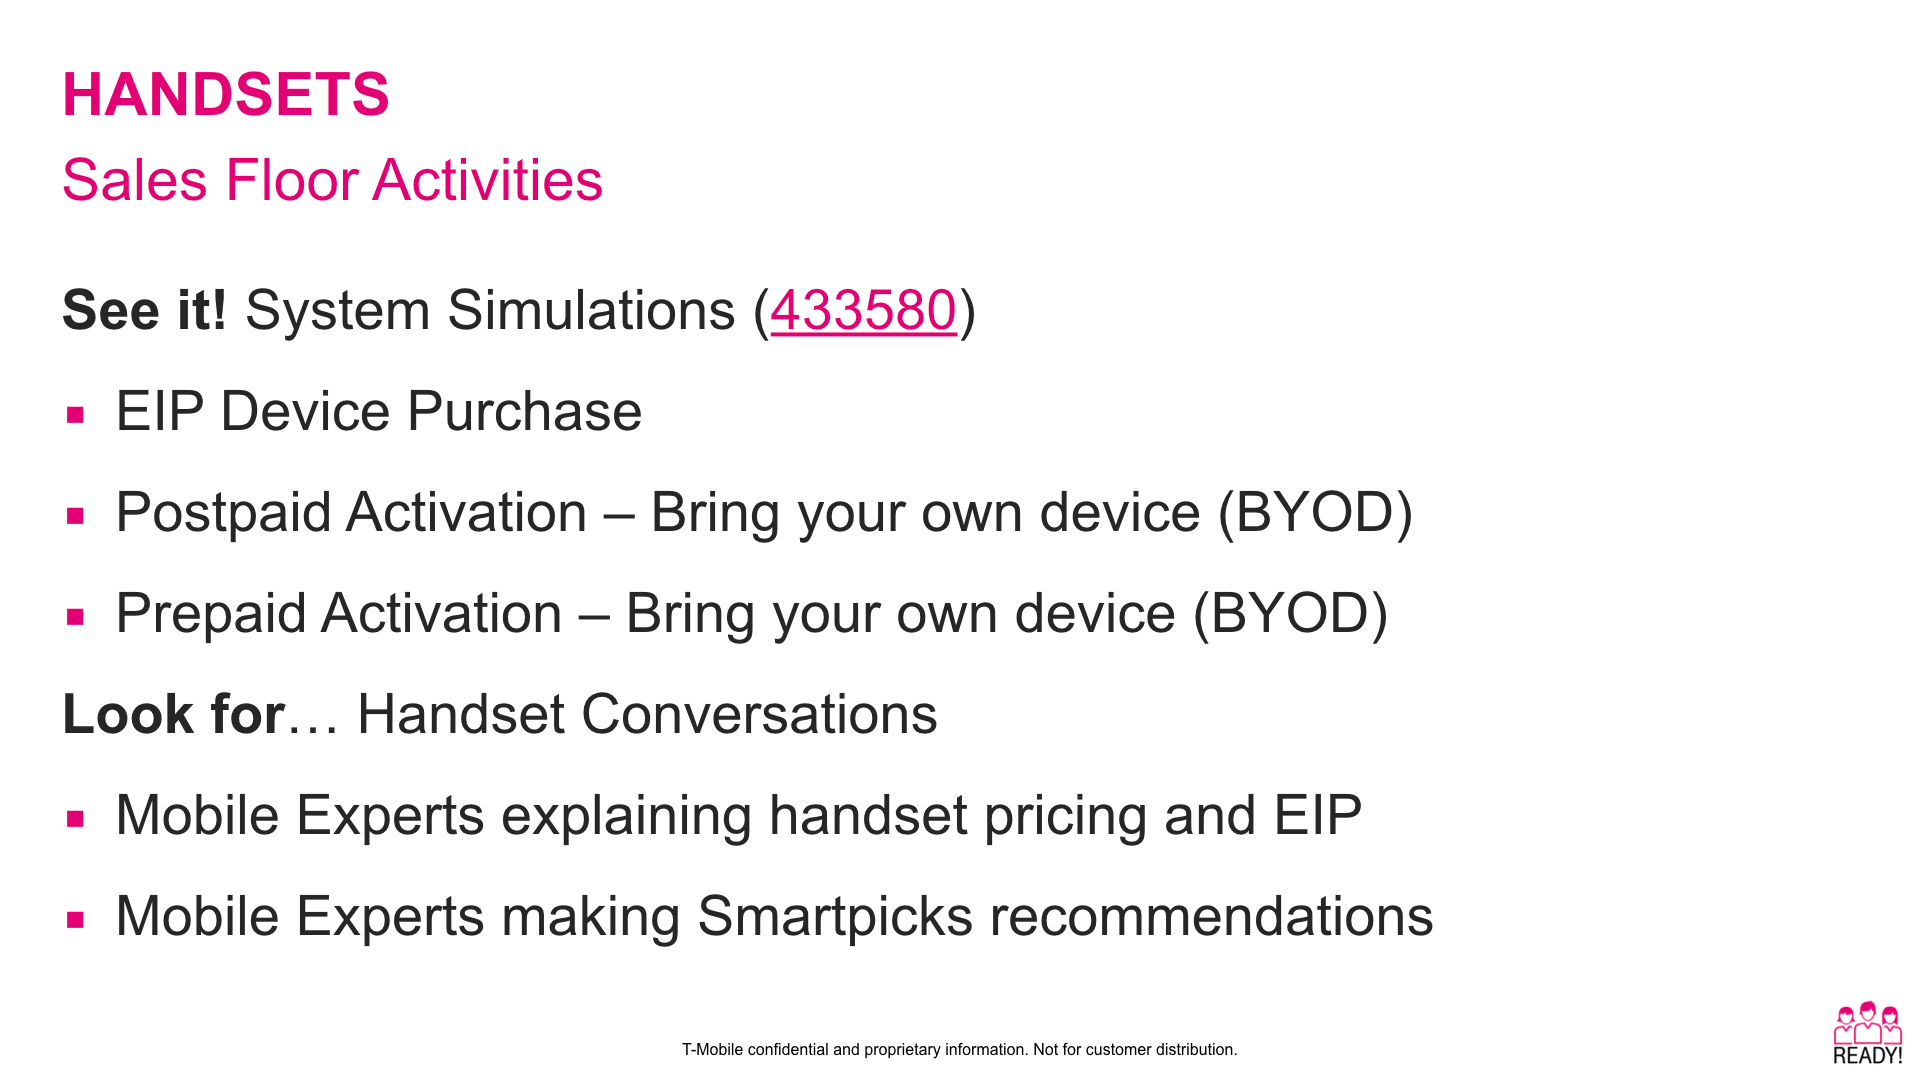 HANDSETS
Sales Floor Activities
See it! System Simulations (433580)
▪ EIP Device Purchase
▪ Postpaid Activation – Bring your own device (BYOD)
▪ Prepaid Activation – Bring your own device (BYOD)
Look for… Handset Conversations
▪ Mobile Experts explaining handset pricing and EIP
▪ Mobile Experts making Smartpicks recommendations
T-Mobile confidential and proprietary information. Not for customer distribution.
READY!